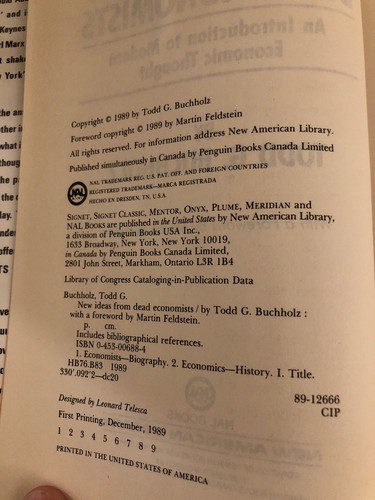 Copyright © 1989 by Todd G. Buchholz
Foreword copyright © 1989 by Martin Feldstein
All rights reserved. For information address New American Library.
Published simultaneously in Canada by Penguin Books Canada Limited
NAL
NAL TRADEMARK REG. U.S. PAT. OFF. AND FOREIGN COUNTRIES
REGISTERED TRADEMARK—MARCA REGISTRADA
HECHO EN DRESDEN, TN, U.S.A.
SIGNET, SIGNET CLASSIC, MENTOR, ONYX, PLUME, MERIDIAN and
NAL BOOKS are published in the United States by New American Library,
a division of Penguin Books USA Inc.,
1633 Broadway, New York, New York 10019,
in Canada by Penguin Books Canada Limited,
2801 John Street, Markham, Ontario L3R 1B4
Library of Congress Cataloging-in-Publication Data
Buchholz, Todd G.
New ideas from dead economists / by Todd G. Buchholz :
with a foreword by Martin Feldstein.
p. cm.
Includes bibliographical references.
ISBN 0-453-00688-4
1. Economists—Biography. 2. Economics—History. I. Title.
HB76.B83 1989
330'.092'2—dc20
89-12666
CIP
Designed by Leonard Telesca
First Printing, December, 1989
1 2 3 4 5 6 7 8 9
PRINTED IN THE UNITED STATES OF AMERICA